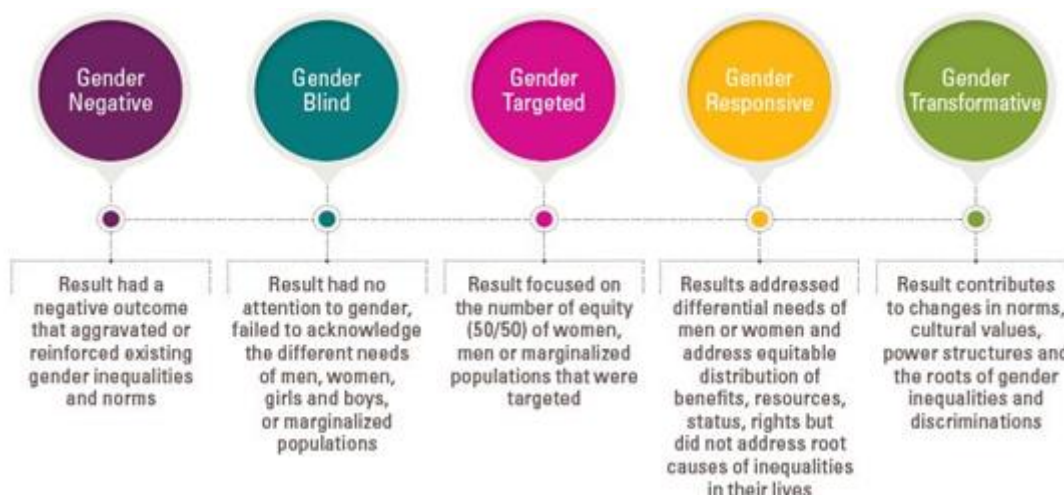 Gender
Negative
Gender
Blind
Gender
Targeted
Gender
Responsive
Gender
Transformative
Result had a
negative outcome
that aggravated or
reinforced existing
gender inequalities
and norms
Result had no
attention to gender,
failed to acknowledge
the different needs
of men, women,
girls and boys,
or marginalized
populations
Result focused on
the number of equity
(50/50) of women,
men or marginalized
populations that were
targeted
Results addressed
differential needs of
men or women and
address equitable
distribution of
benefits, resources,
status, rights but
did not address root
causes of inequalities
in their lives
Result contributes
to changes in norms,
cultural values,
power structures and
the roots of gender
inequalities and
discriminations